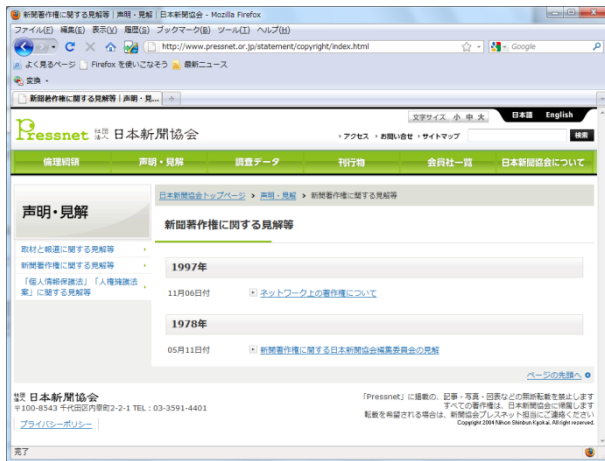 新聞著作権に関する見解等 | 声明・見解 | 日本新聞協会 - Mozilla Firefox
ファイル(F) 編集(E) 表示(V) 履歴(S) ブックマーク(B) ツール(T) ヘルプ(H)
http://www.pressnet.or.jp/statement/copyright/index.html Google
よく見るページ Firefox を使いこなそう 最新ニュース
変換
新聞著作権に関する見解等 | 声明・見...
文字サイズ 小 中 大 日本語 English
Pressnet 社団法人 日本新聞協会 アクセス お問い合せ サイトマップ 検索
倫理綱領 声明・見解 調査データ 刊行物 会員社一覧 日本新聞協会について
日本新聞協会トップページ > 声明・見解 > 新聞著作権に関する見解等
声明・見解
新聞著作権に関する見解等
取材と報道に関する見解等
新聞著作権に関する見解等
「個人情報保護法」「人権擁護法案」に関する見解等
1997年
11月06日付 ネットワーク上の著作権について
1978年
05月11日付 新聞著作権に関する日本新聞協会編集委員会の見解
ページの先頭へ
社団法人 日本新聞協会
〒100-8543 千代田区内幸町2-2-1 TEL : 03-3591-4401
プライバシーポリシー
「Pressnet」に掲載の、記事・写真・図表などの無断転載を禁止します
すべての著作権は、日本新聞協会に帰属します
転載を希望される場合は、新聞協会プレスネット担当にご連絡ください
Copyright 2004 Nihon Shinbun Kyokai. All right reserved.
完了